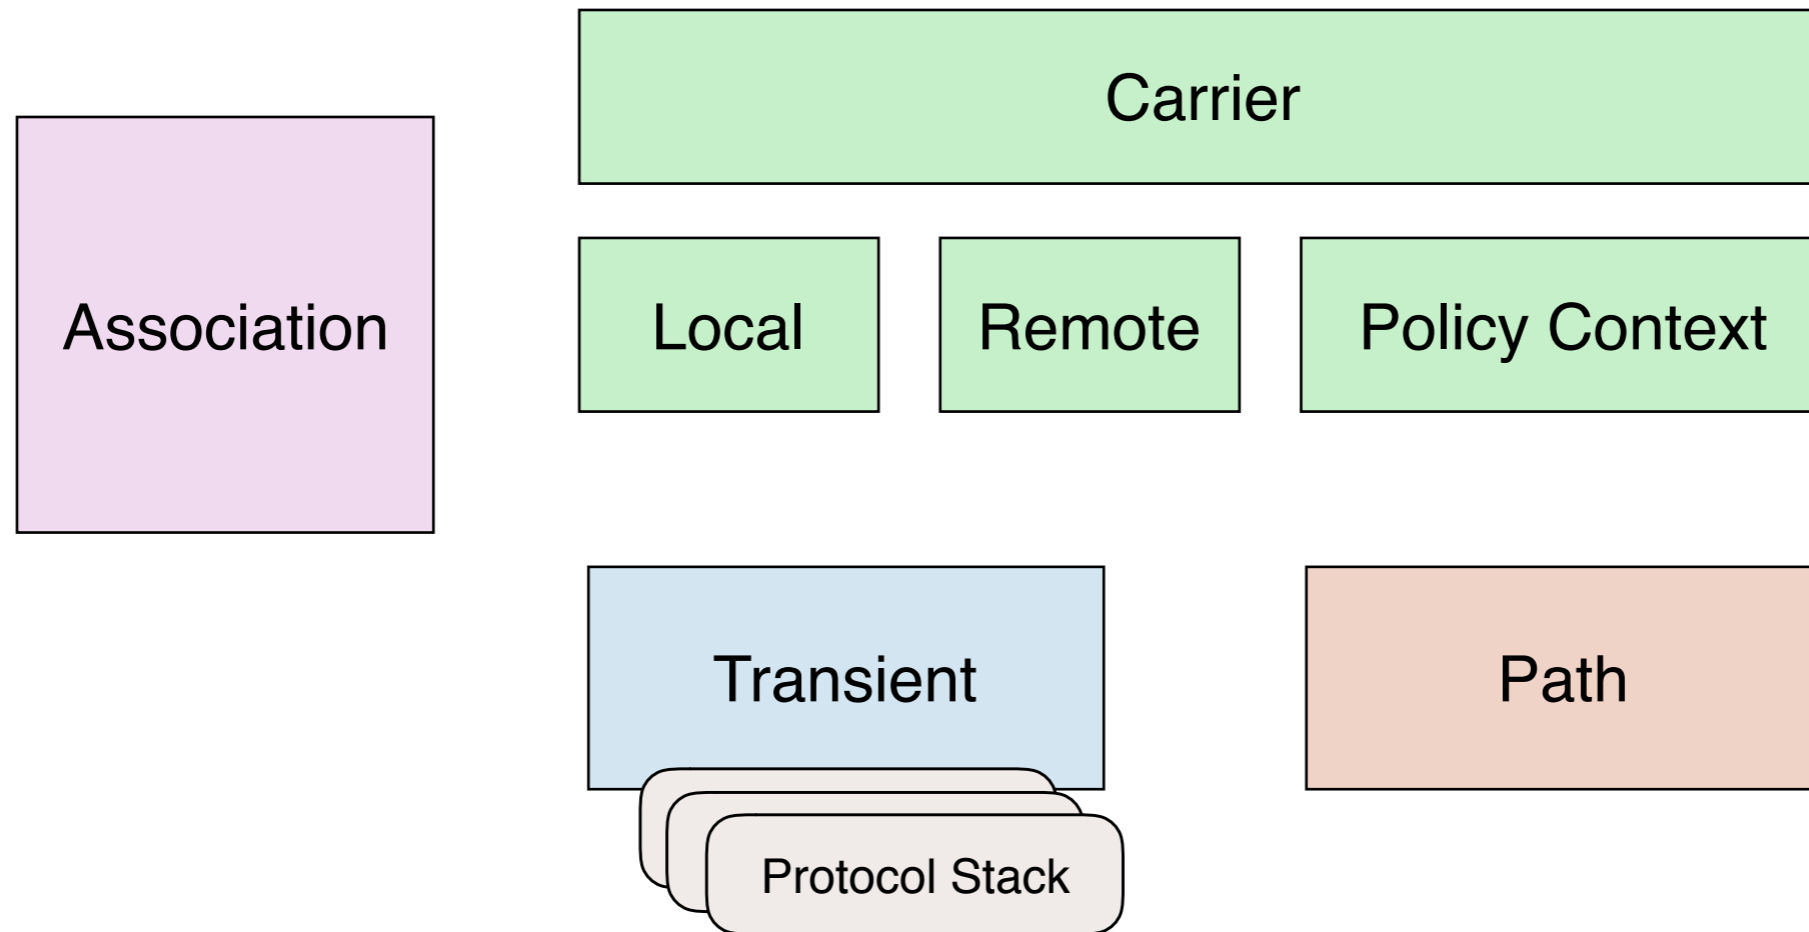 Carrier
Association
Local
Remote
Policy Context
Transient
Path
Protocol Stack